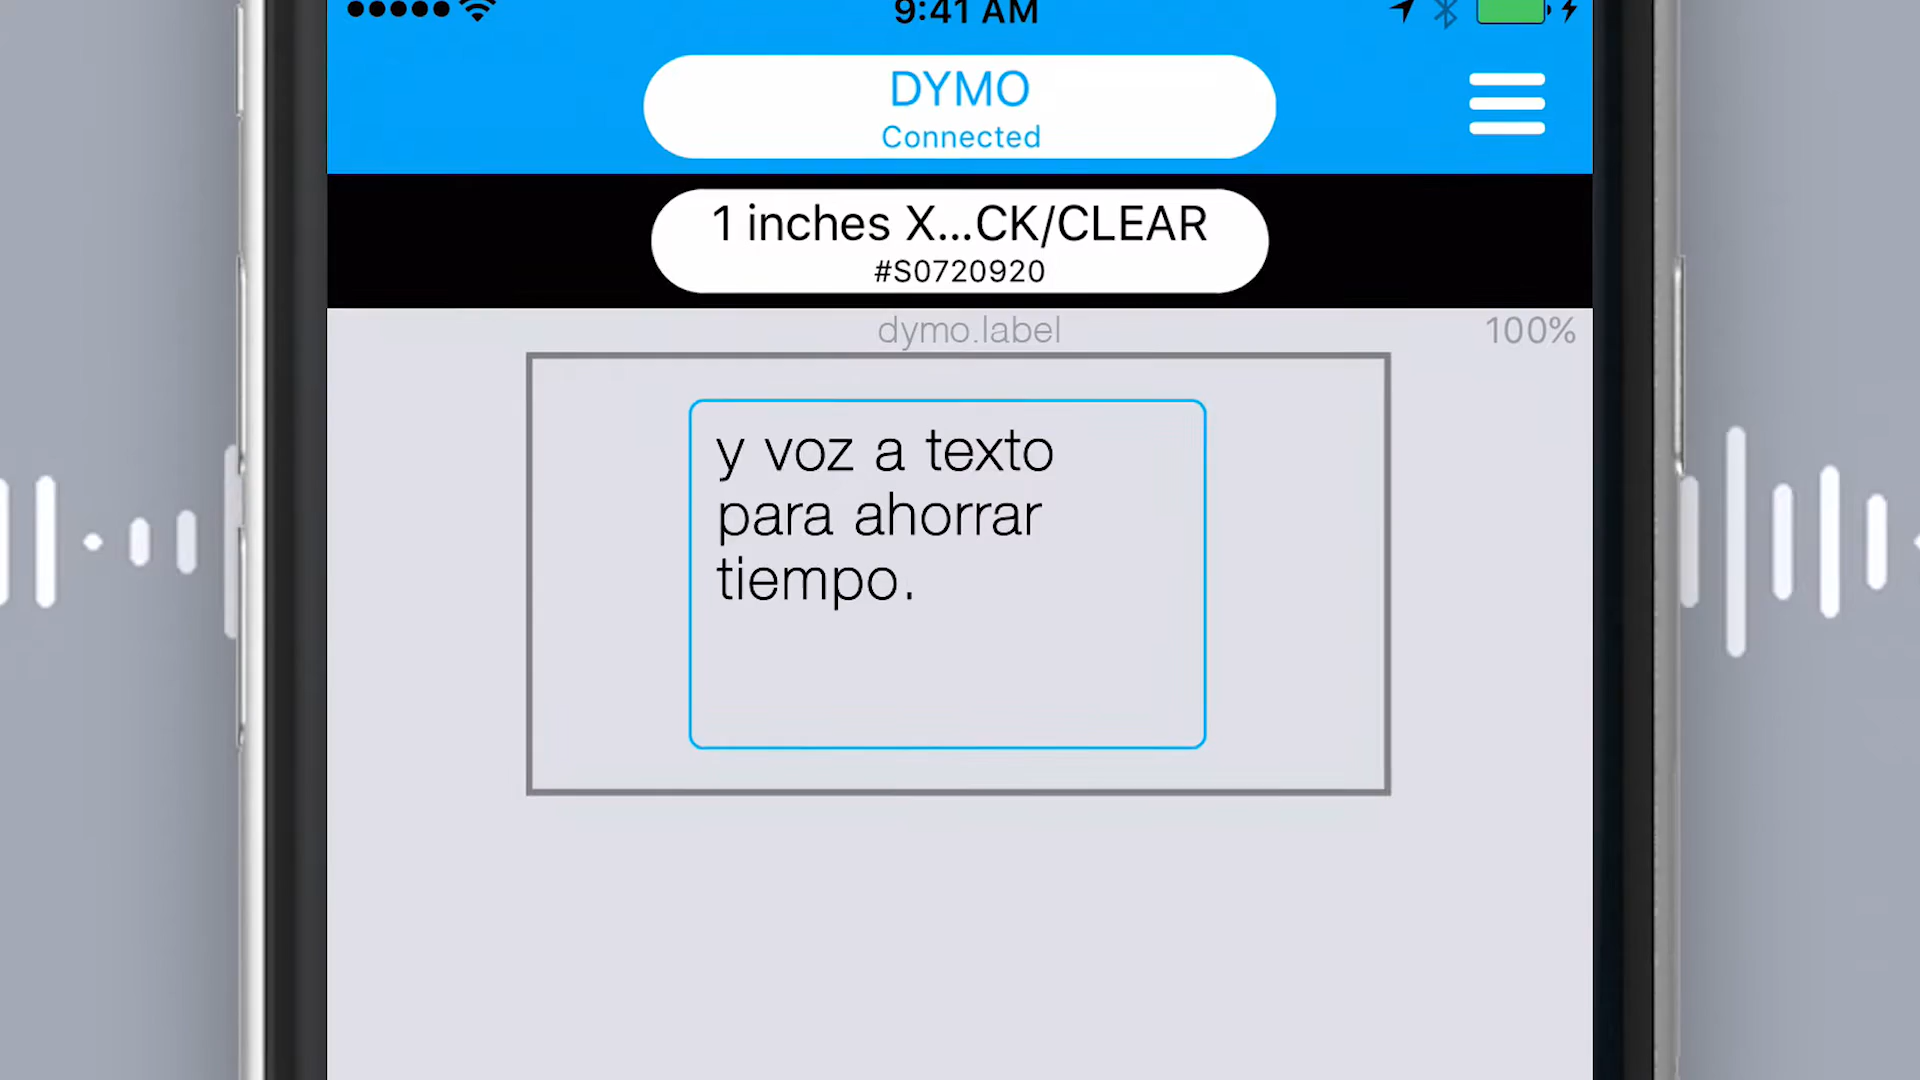 9:41 AM
DYMO
Connected
1 inches X...CK/CLEAR
#S0720920
dymo.label
100%
y voz a texto
para ahorrar
tiempo.